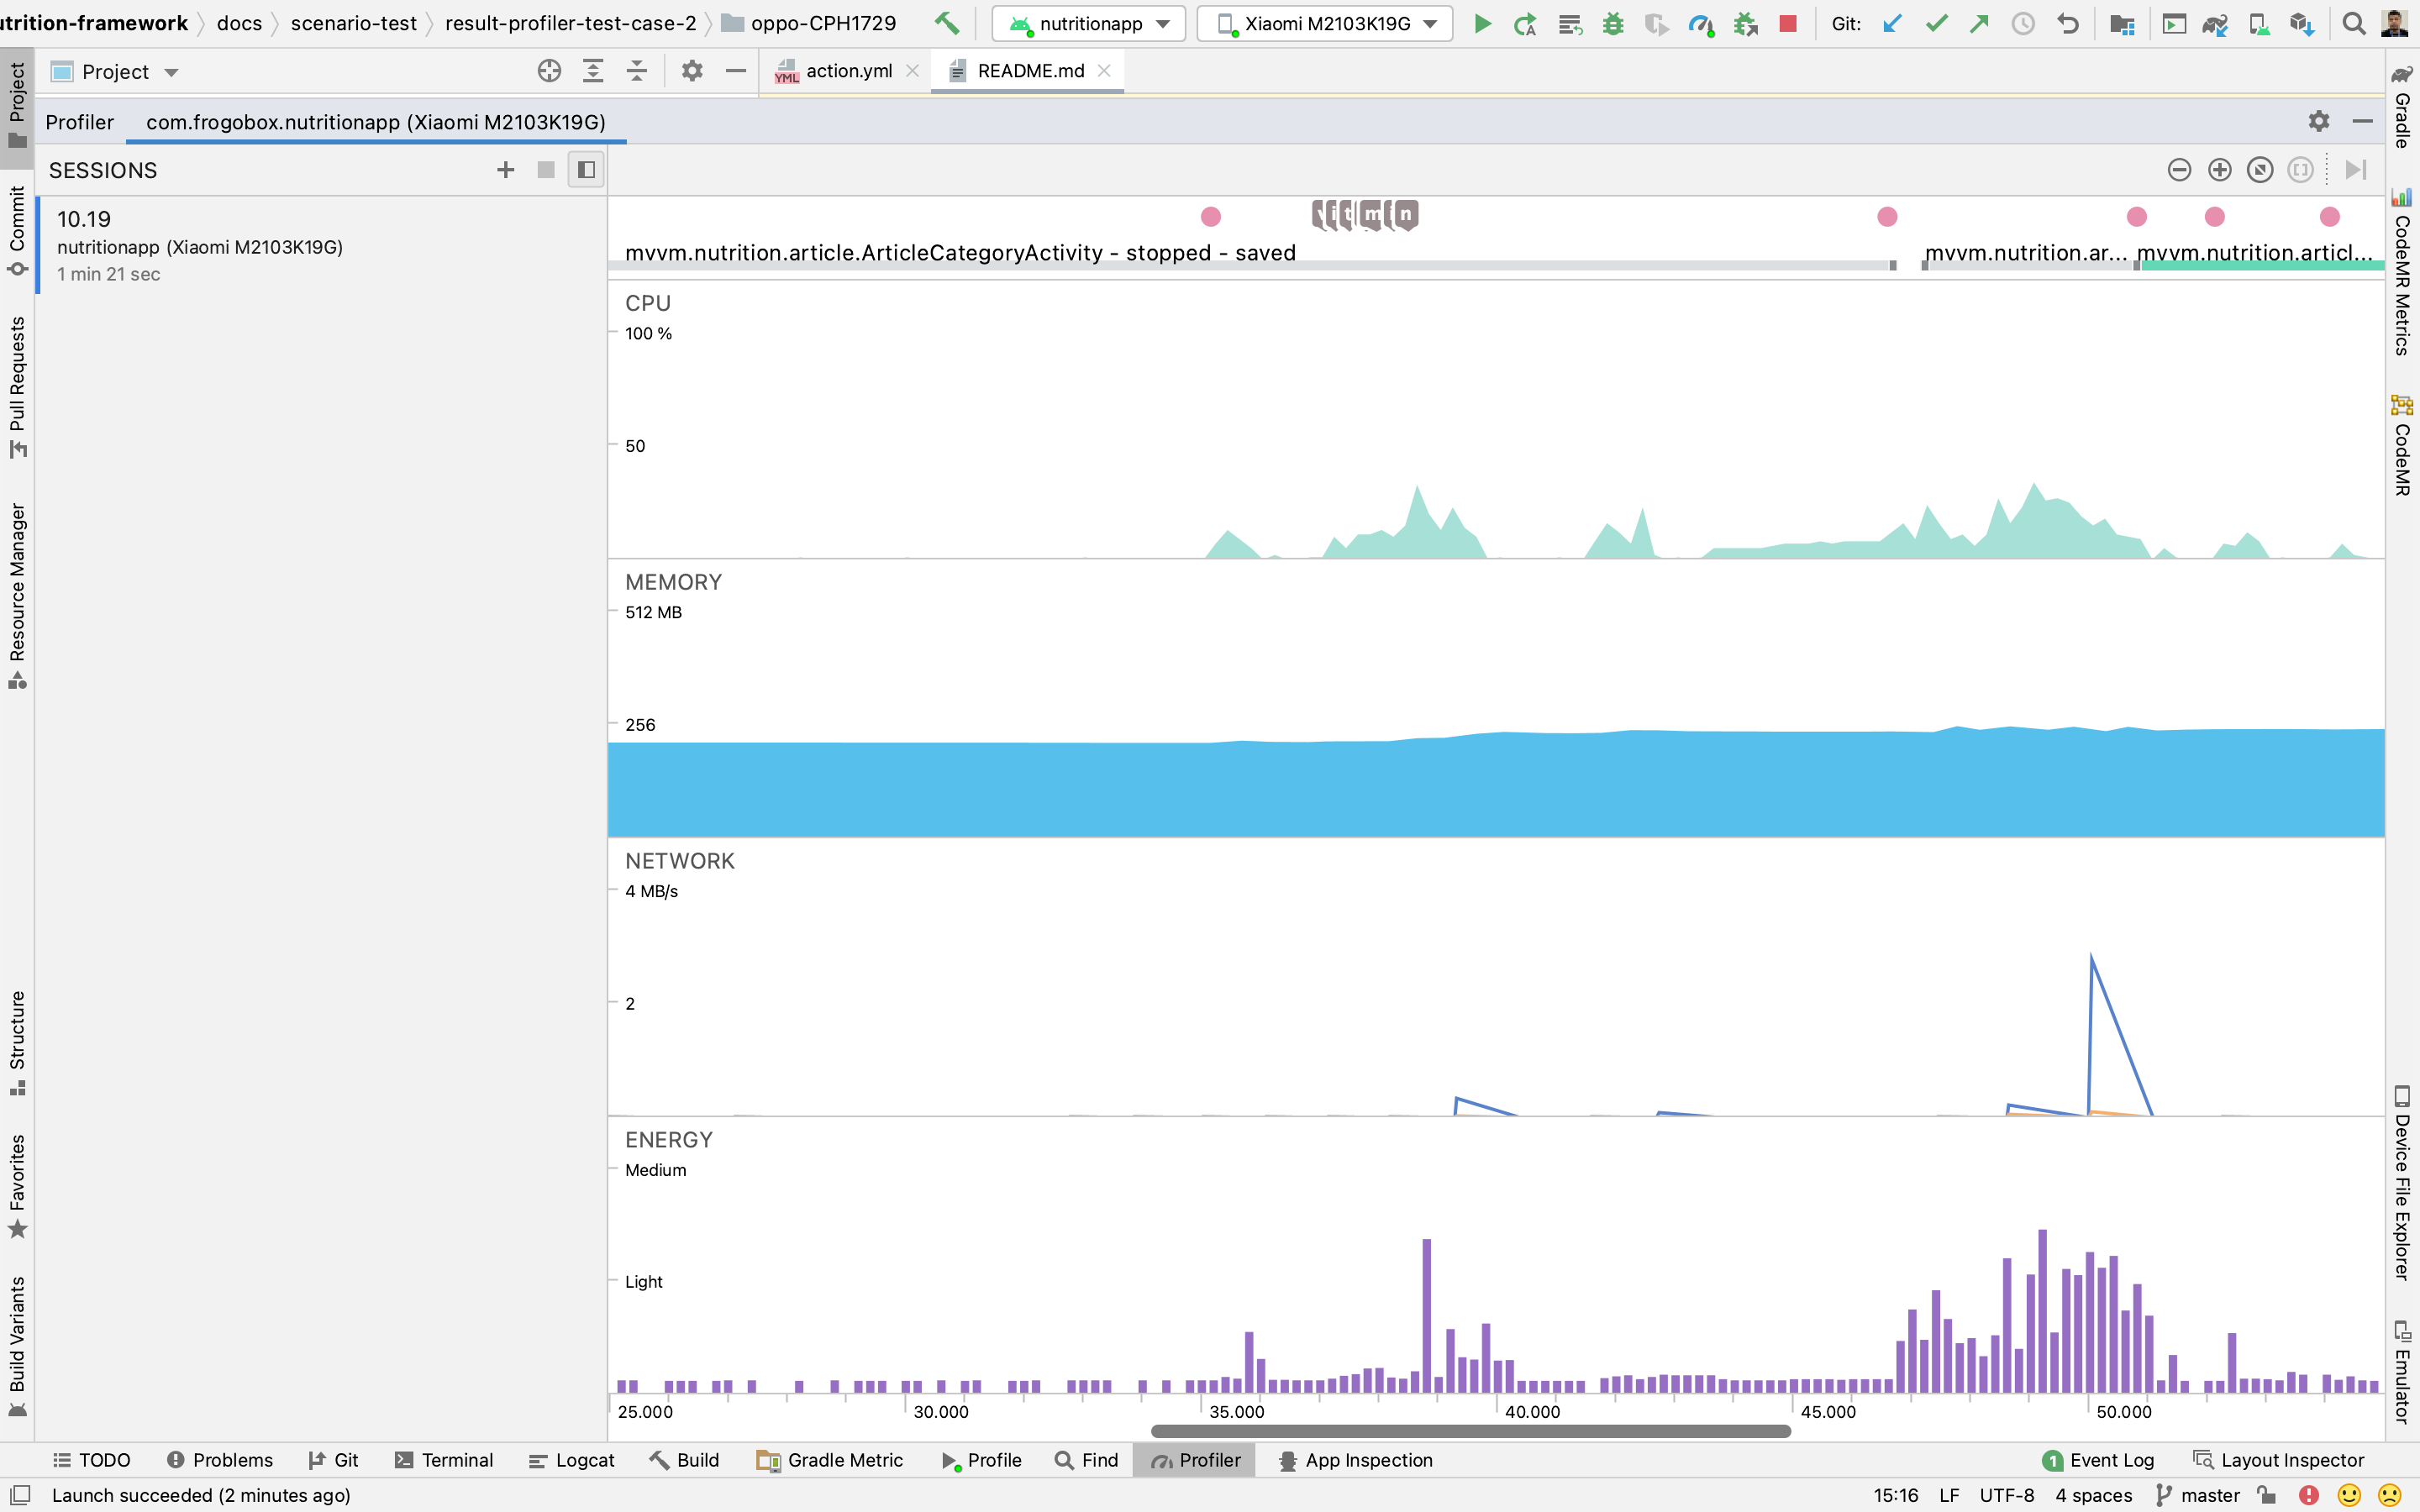 utrition-framework docs scenario-test result-profiler-test-case-2 oppo-CPH1729 nutritionapp Xiaomi M2103K19G Git:
Project YML action.yml README.md
Profiler com.frogobox.nutritionapp (Xiaomi M2103K19G)
SESSIONS
10.19
nutritionapp (Xiaomi M2103K19G)
1 min 21 sec
mvvm.nutrition.article.ArticleCategoryActivity - stopped - saved mvvm.nutrition.ar... mvvm.nutrition.articl...
CPU
100 %
50
MEMORY
512 MB
256
NETWORK
4 MB/s
2
ENERGY
Medium
Light
25.000 30.000 35.000 40.000 45.000 50.000
Project
Commit
Pull Requests
Resource Manager
Structure
Favorites
Build Variants
Gradle
CodeMR Metrics
CodeMR
Device File Explorer
Emulator
TODO Problems Git Terminal Logcat Build Gradle Metric Profile Find Profiler App Inspection 1 Event Log Layout Inspector
Launch succeeded (2 minutes ago) 15:16 LF UTF-8 4 spaces master